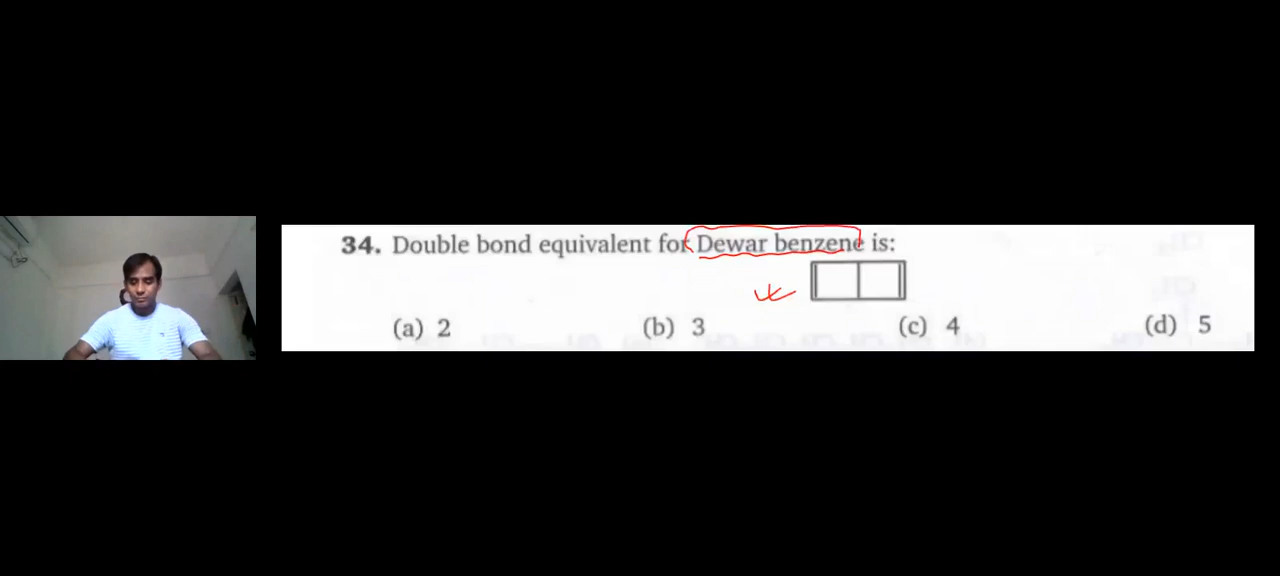 34. Double bond equivalent for Dewar benzene is:
(a) 2 (b) 3 (c) 4 (d) 5